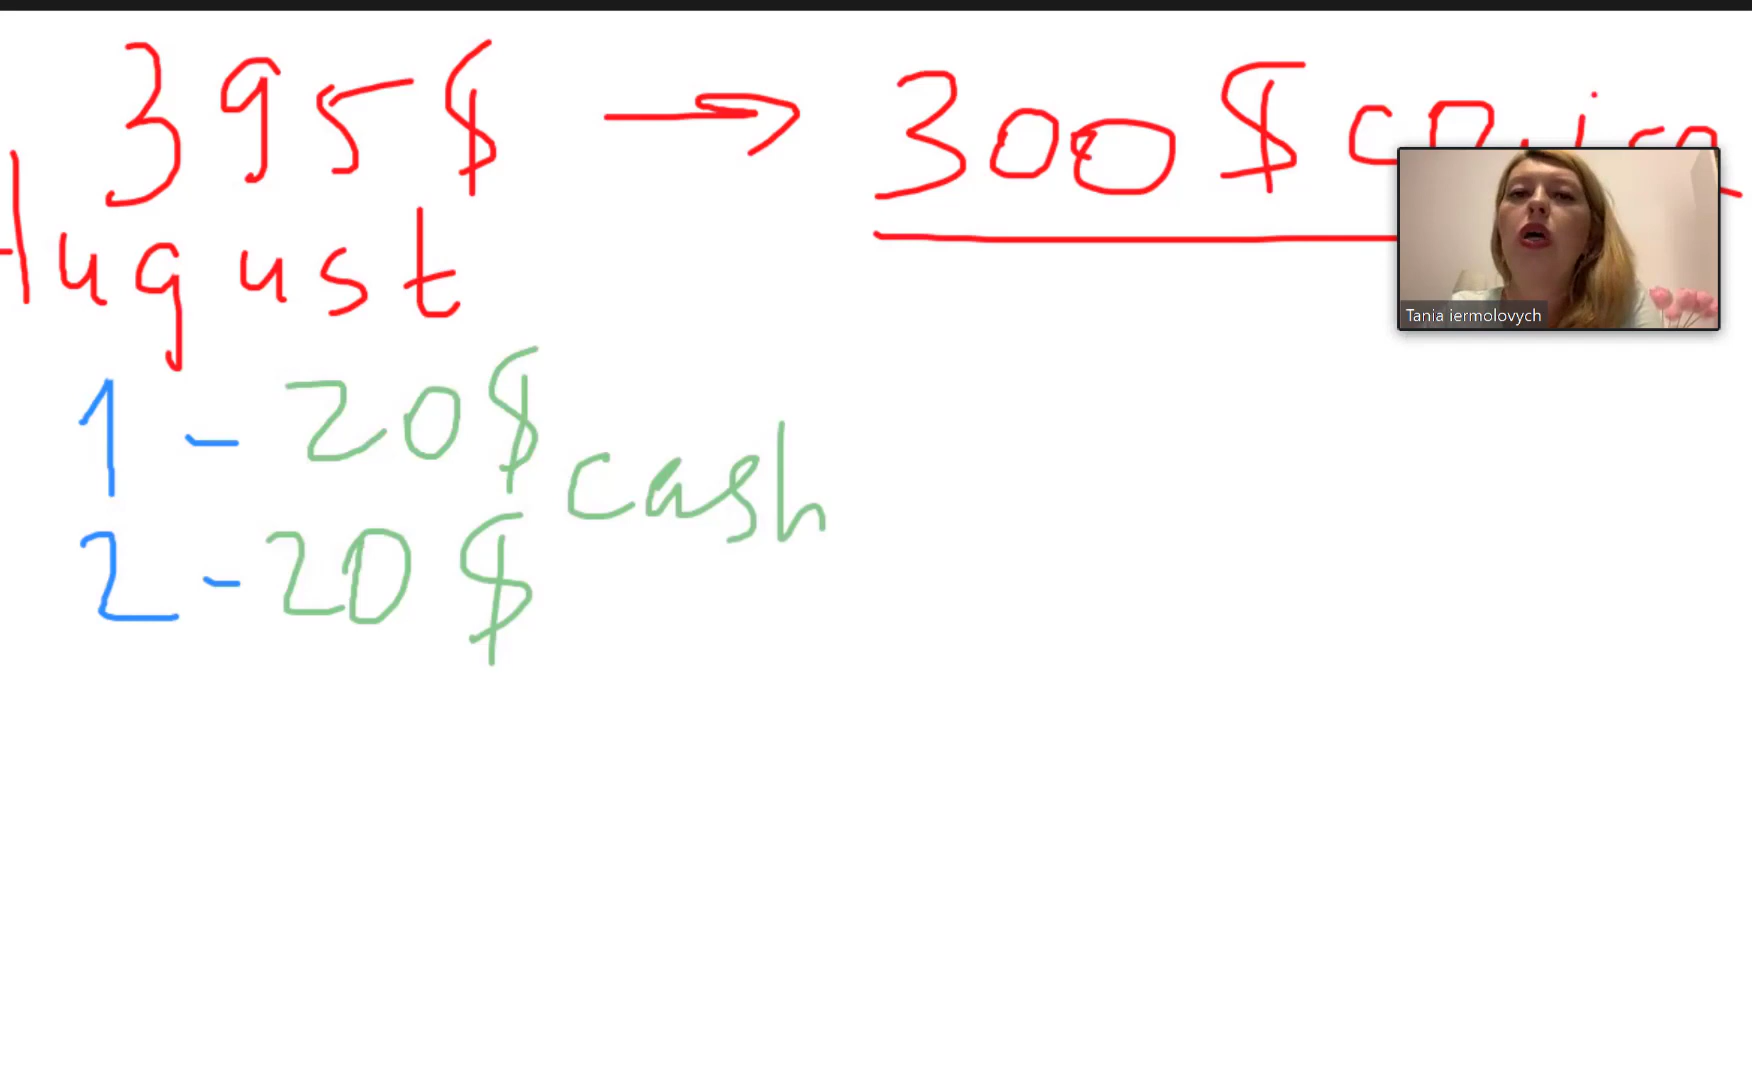 395$ → 300$
August
1 - 20$
cash
2 - 20$
Tania iermolovych